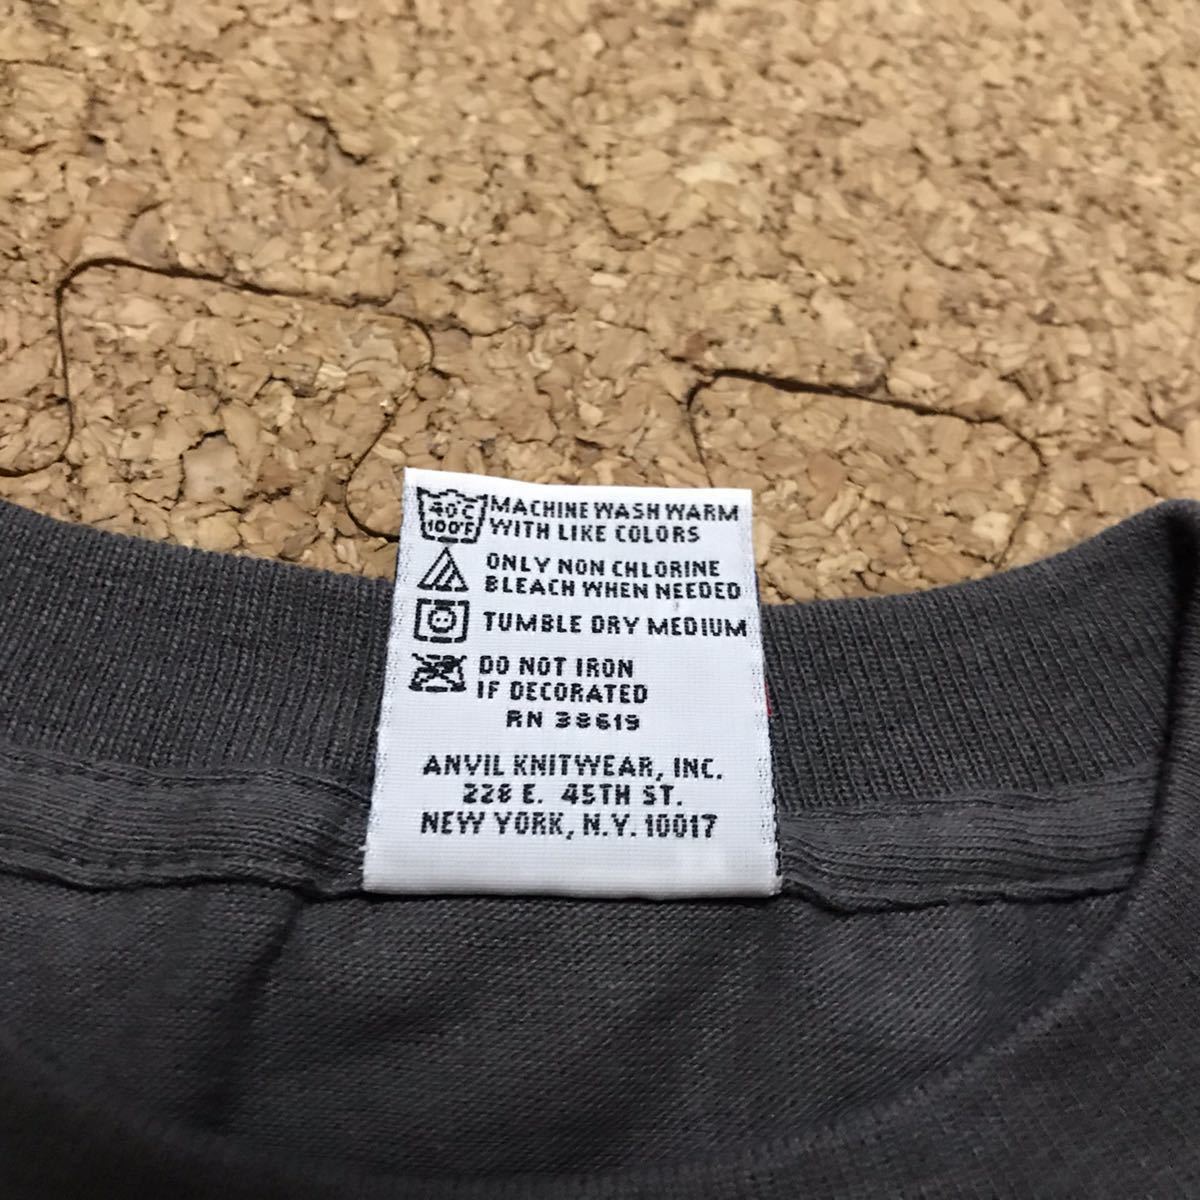 40°C MACHINE WASH WARM
100°F WITH LIKE COLORS
ONLY NON CHLORINE
BLEACH WHEN NEEDED
TUMBLE DRY MEDIUM
DO NOT IRON
IF DECORATED
RN 38619
ANVIL KNITWEAR, INC.
228 E. 45TH ST.
NEW YORK, N.Y. 10017